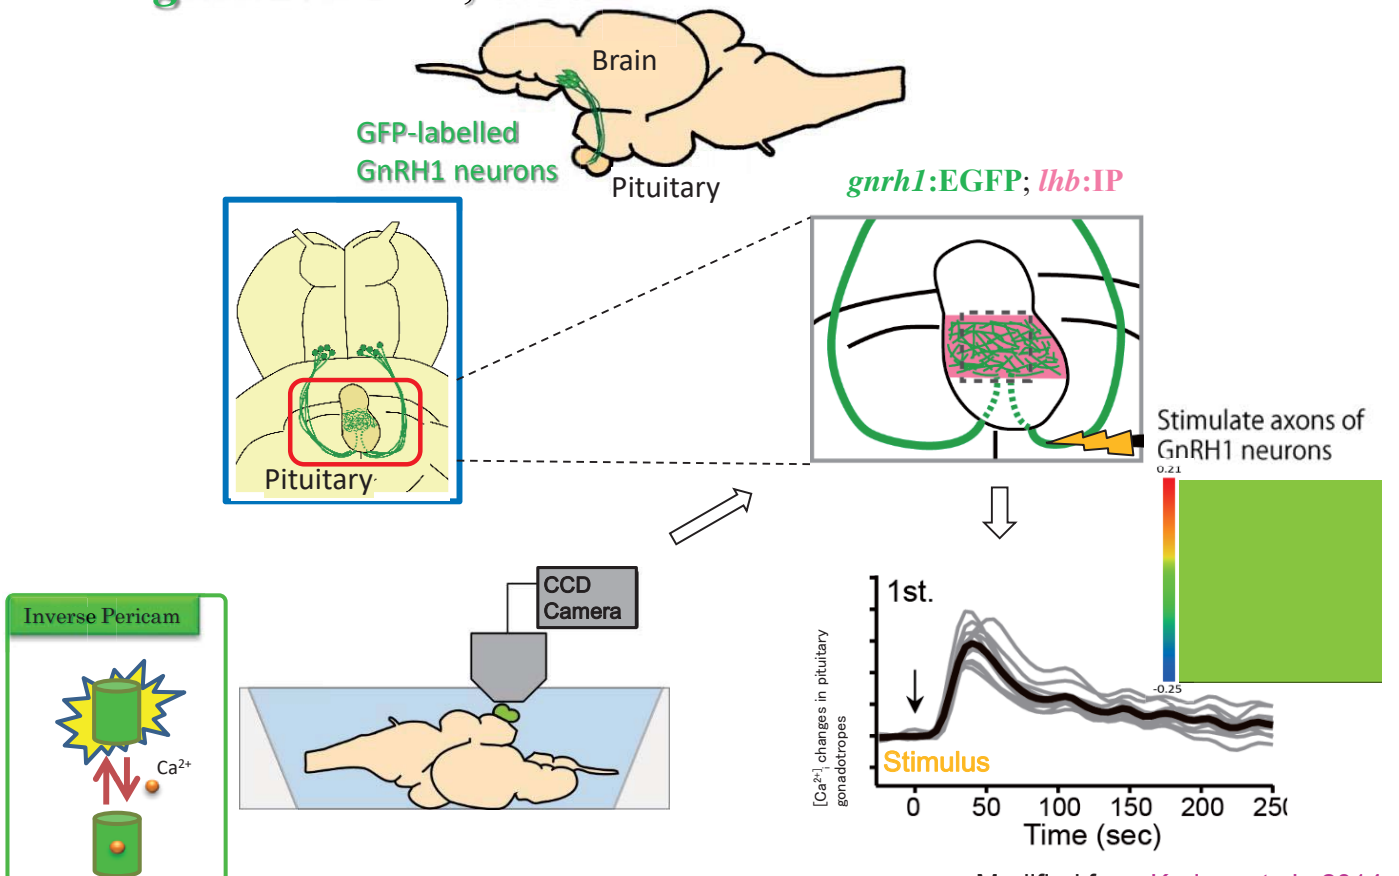 Brain
GFP-labelled
GnRH1 neurons
Pituitary
gnrh1:EGFP; lhb:IP
Pituitary
Stimulate axons of
GnRH1 neurons
0.21
-0.25
CCD
Camera
Inverse Pericam
Ca²⁺
1st.
[Ca²⁺]ᵢ changes in pituitary
gonadotropes
Stimulus
0 50 100 150 200 250
Time (sec)